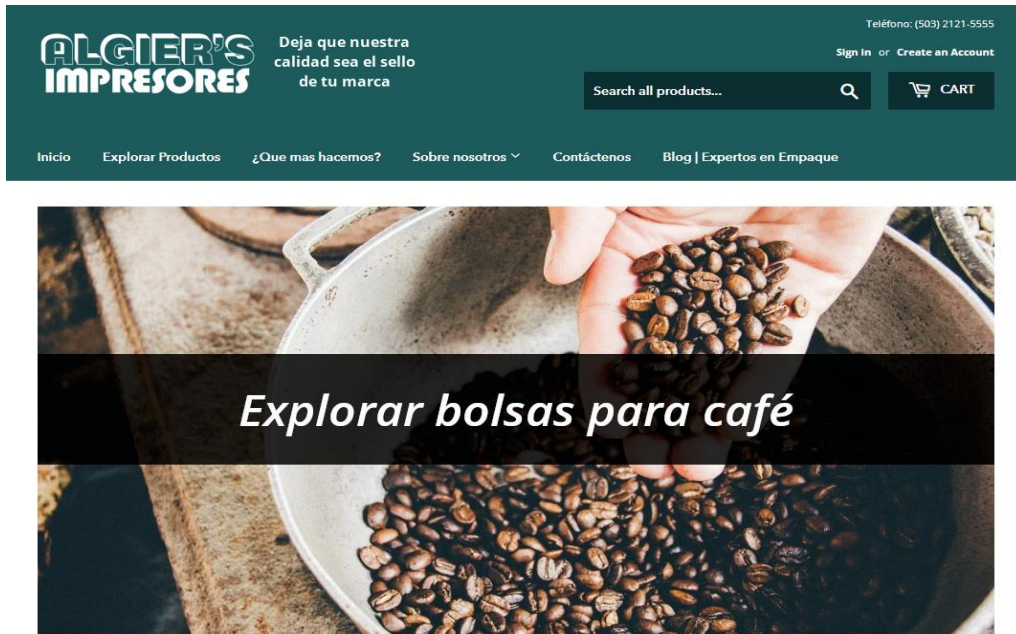 Teléfono: (503) 2121-5555
ALGIER'S
IMPRESORES
Deja que nuestra
calidad sea el sello
de tu marca
Sign in or Create an Account
Search all products...
CART
Inicio Explorar Productos ¿Que mas hacemos? Sobre nosotros Contáctenos Blog | Expertos en Empaque
Explorar bolsas para café